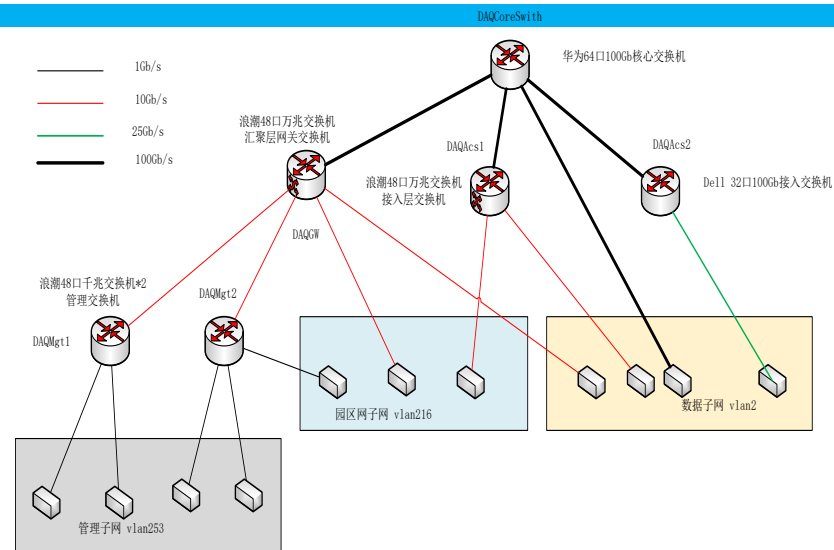 DAQCoreSwith
1Gb/s
10Gb/s
25Gb/s
100Gb/s
华为64口100Gb核心交换机
浪潮48口万兆交换机
汇聚层网关交换机
DAQAcs1
DAQAcs2
浪潮48口万兆交换机
接入层交换机
Dell 32口100Gb接入交换机
DAQGW
浪潮48口千兆交换机*2
管理交换机
DAQMgt2
DAQMgt1
园区网子网 vlan216
数据子网 vlan2
管理子网 vlan253